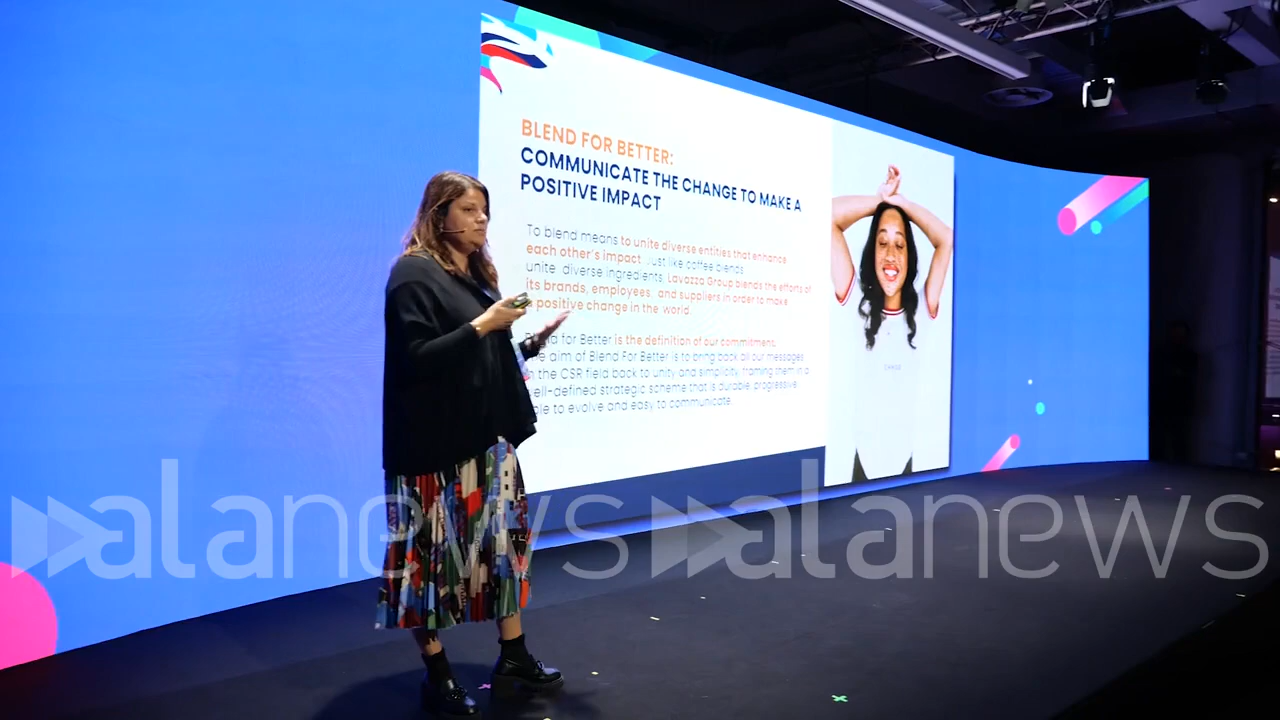 BLEND FOR BETTER:
COMMUNICATE THE CHANGE TO MAKE A
POSITIVE IMPACT
To blend means to unite diverse entities that enhance
each other's impact. Just like coffee blends
unite diverse ingredients, Lavazza Group blends the efforts of
its brands, employees, and suppliers in order to make
a positive change in the world.
for Better is the definition of our commitment.
aim of Blend For Better is to bring back all our messages
in the CSR field back to unity and simplicity, framing them in a
well-defined strategic scheme that is durable, progressive,
able to evolve and easy to communicate.
alanews alanews